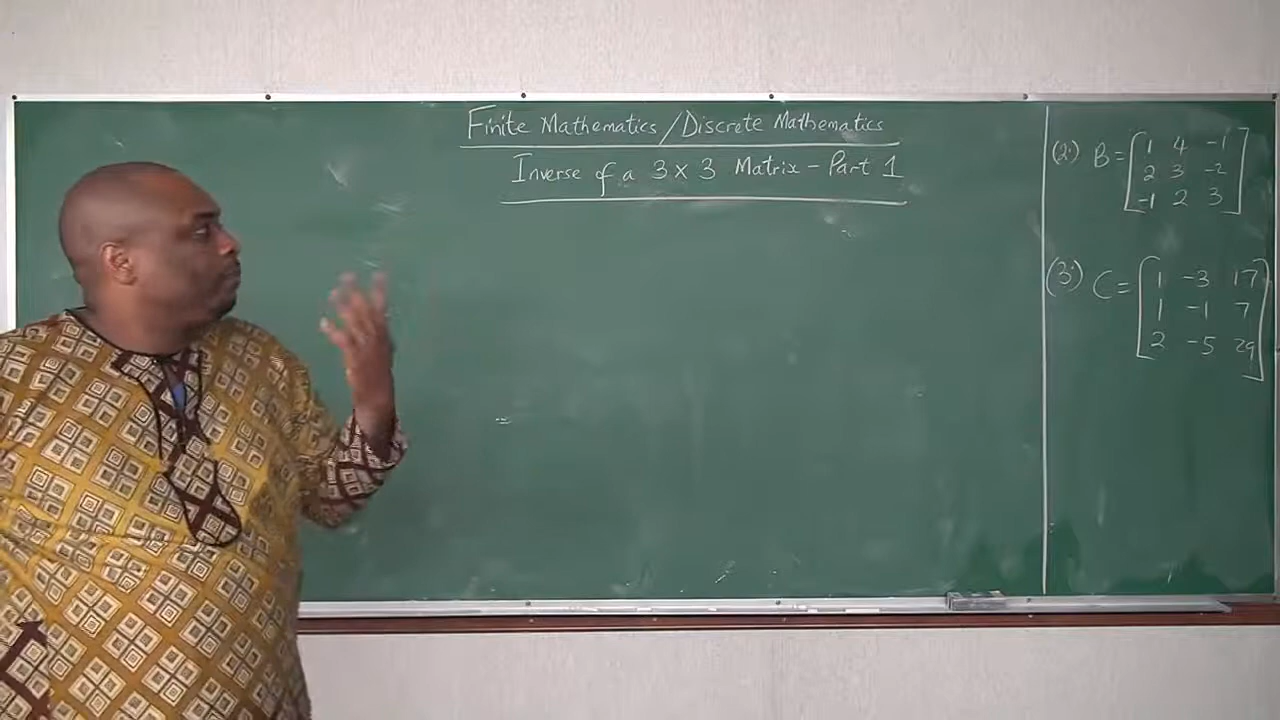 Finite Mathematics/Discrete Mathematics
Inverse of a 3 x 3 Matrix - Part 1
(2.) B = [1 4 -1
2 3 -2
-1 2 3]
(3.) C = [1 -3 17
1 -1 7
2 -5 29]